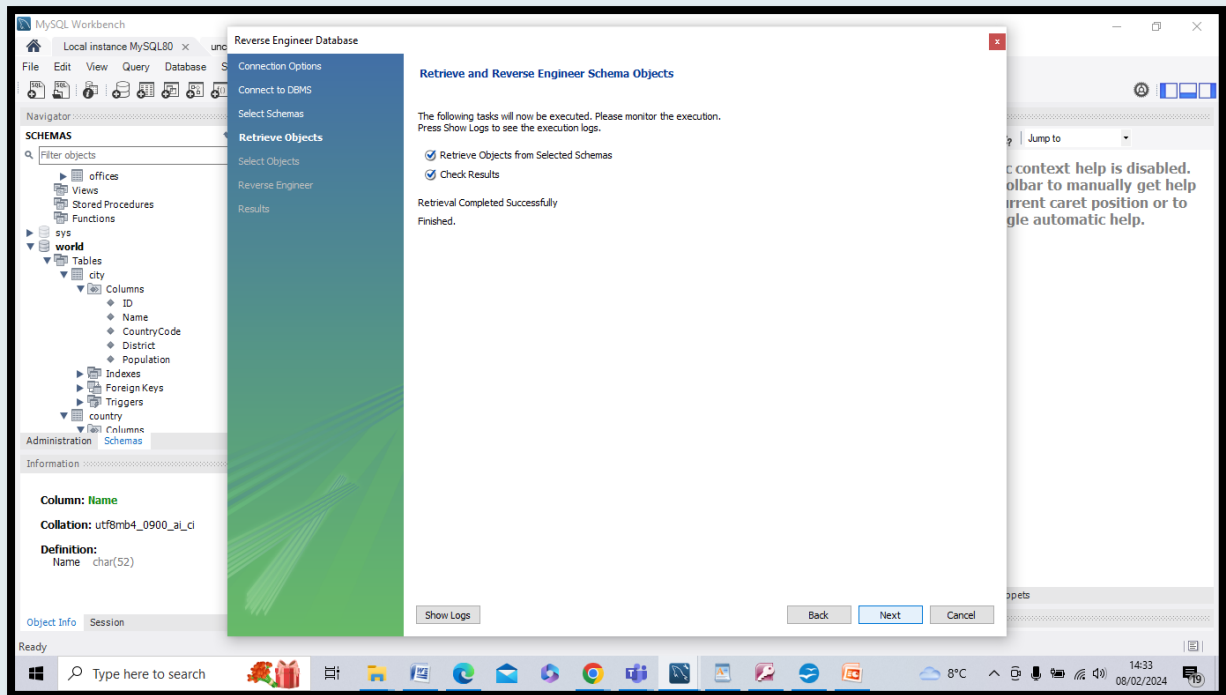 MySQL Workbench
Local instance MySQL80
File Edit View Query Database
Navigator
SCHEMAS
Filter objects
offices
Views
Stored Procedures
Functions
sys
world
Tables
city
Columns
ID
Name
CountryCode
District
Population
Indexes
Foreign Keys
Triggers
country
Columns
Administration Schemas
Information
Column: Name
Collation: utf8mb4_0900_ai_ci
Definition:
Name char(52)
Object Info Session
Ready
Reverse Engineer Database
x
Connection Options
Connect to DBMS
Select Schemas
Retrieve Objects
Select Objects
Reverse Engineer
Results
Retrieve and Reverse Engineer Schema Objects
The following tasks will now be executed. Please monitor the execution.
Press Show Logs to see the execution logs.
Retrieve Objects from Selected Schemas
Check Results
Retrieval Completed Successfully
Finished.
Show Logs Back Next Cancel
Jump to
context help is disabled.
to manually get help
caret position or to
automatic help.
Type here to search
8°C
14:33
08/02/2024
19